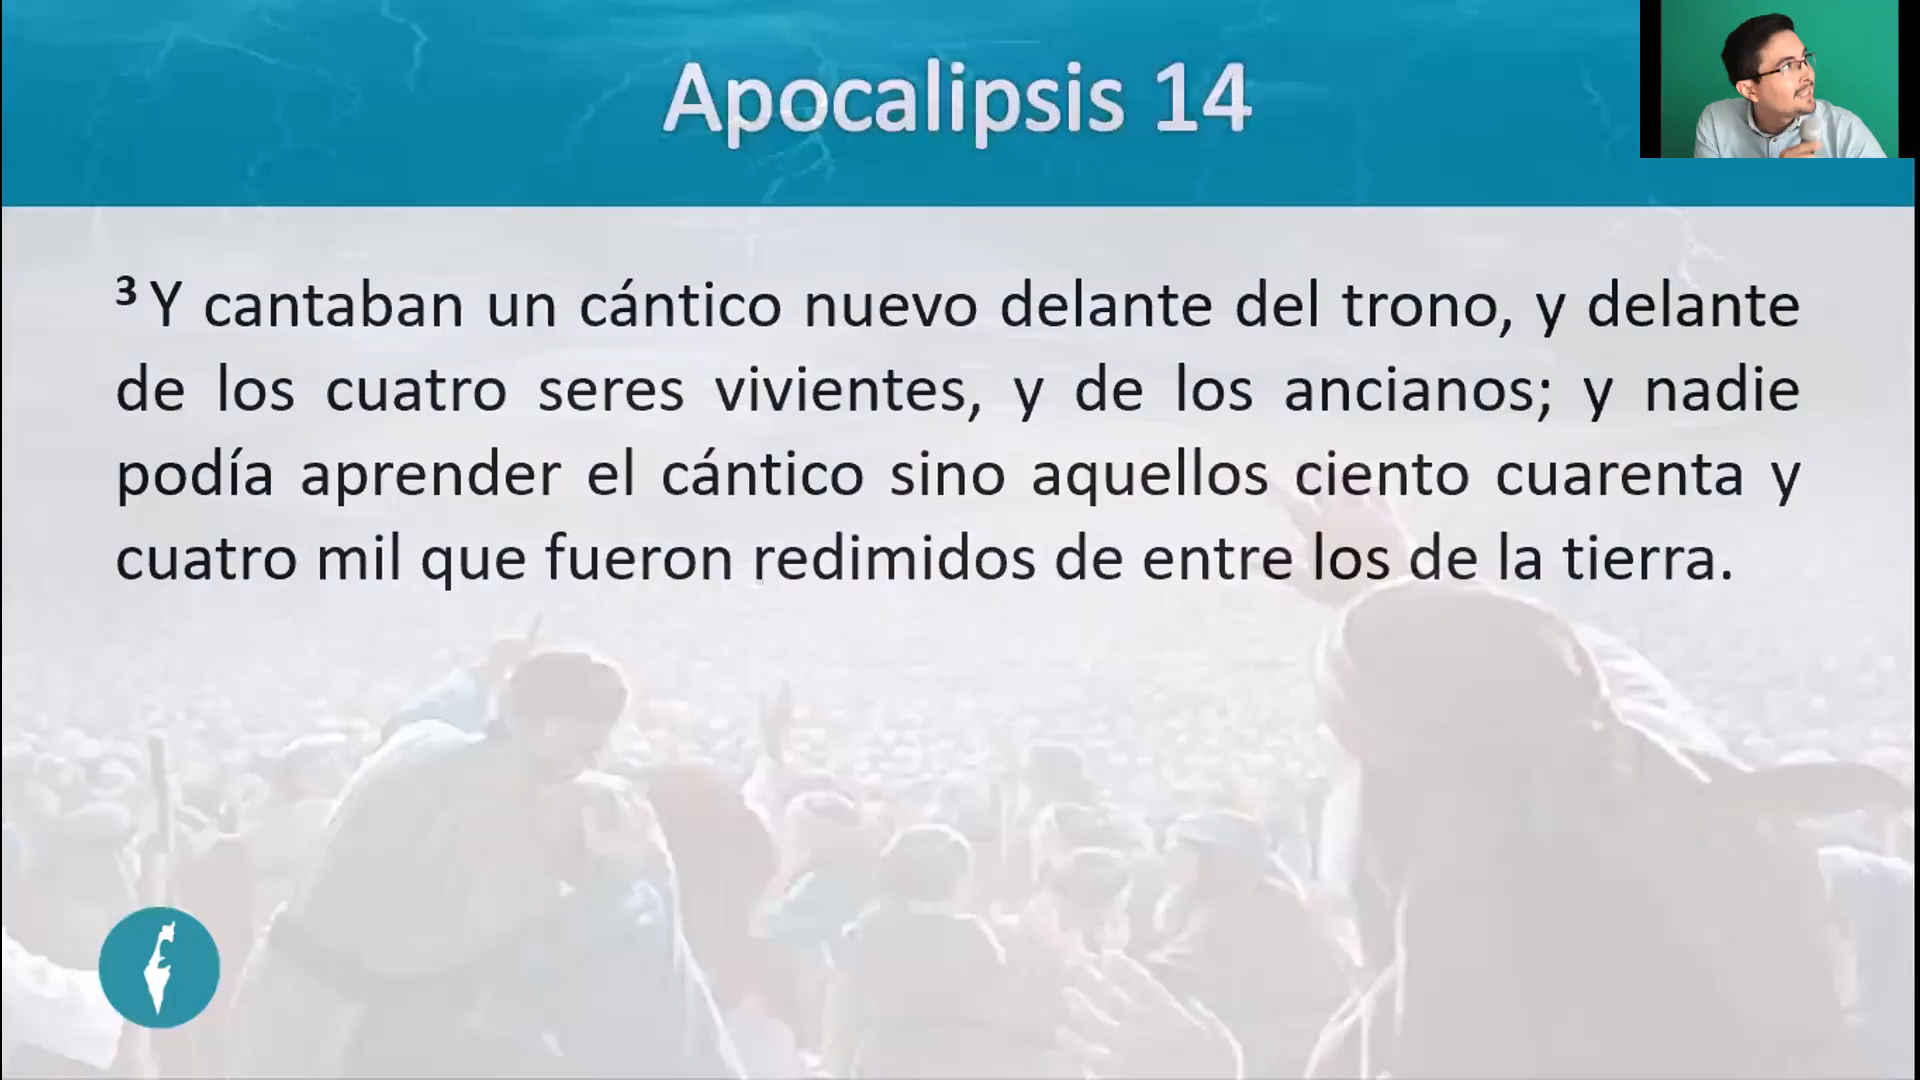 Apocalipsis 14
3 Y cantaban un cántico nuevo delante del trono, y delante
de los cuatro seres vivientes, y de los ancianos; y nadie
podía aprender el cántico sino aquellos ciento cuarenta y
cuatro mil que fueron redimidos de entre los de la tierra.